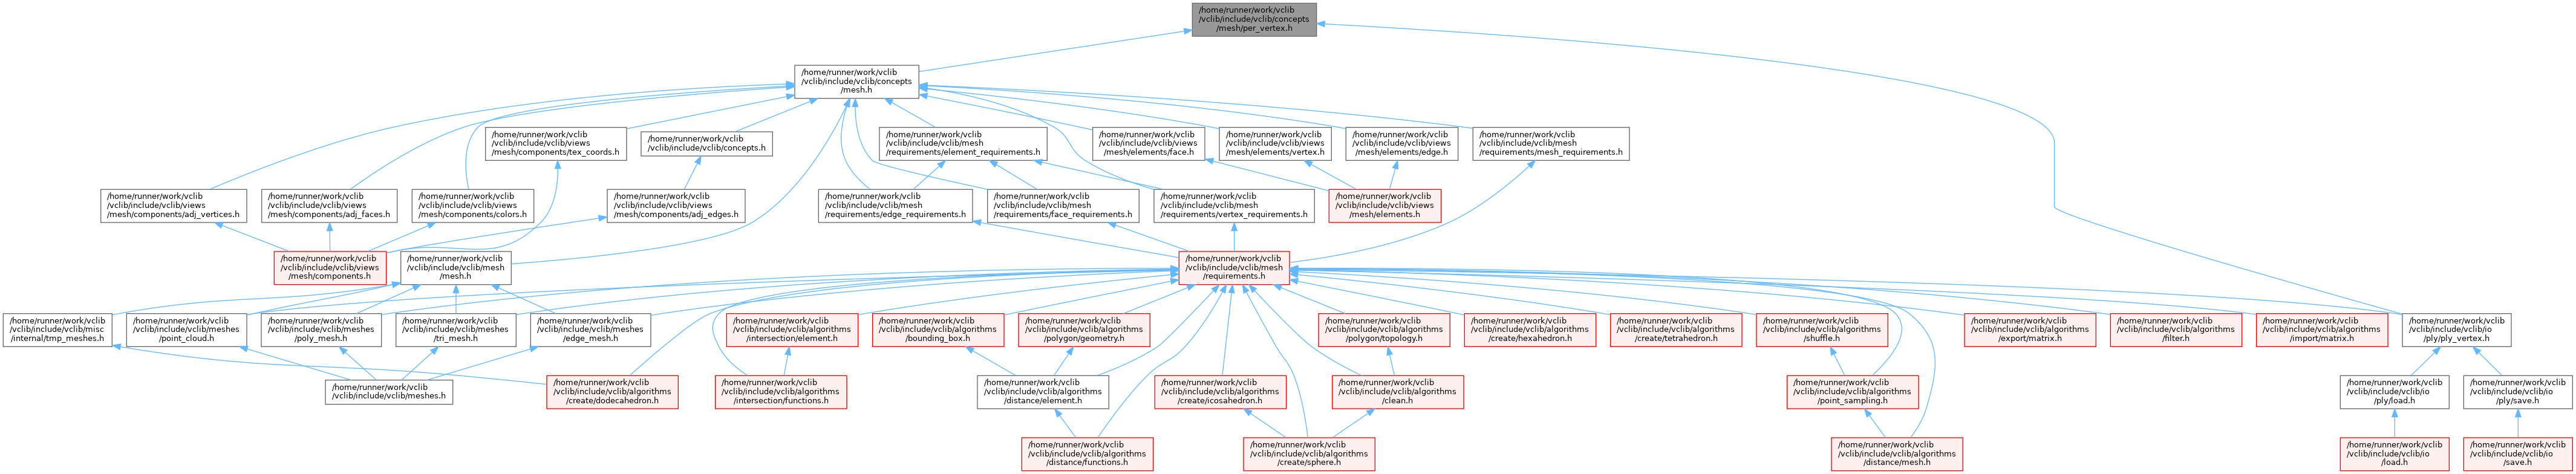 /home/runner/work/vclib
/vclib/include/vclib/concepts
/mesh/per_vertex.h
/home/runner/work/vclib
/vclib/include/vclib/concepts
/mesh.h
/home/runner/work/vclib
/vclib/include/vclib/views
/mesh/components/tex_coords.h
/home/runner/work/vclib
/vclib/include/vclib/concepts.h
/home/runner/work/vclib
/vclib/include/vclib/mesh
/requirements/element_requirements.h
/home/runner/work/vclib
/vclib/include/vclib/views
/mesh/elements/face.h
/home/runner/work/vclib
/vclib/include/vclib/views
/mesh/elements/vertex.h
/home/runner/work/vclib
/vclib/include/vclib/views
/mesh/elements/edge.h
/home/runner/work/vclib
/vclib/include/vclib/mesh
/requirements/mesh_requirements.h
/home/runner/work/vclib
/vclib/include/vclib/views
/mesh/components/adj_vertices.h
/home/runner/work/vclib
/vclib/include/vclib/views
/mesh/components/adj_faces.h
/home/runner/work/vclib
/vclib/include/vclib/views
/mesh/components/colors.h
/home/runner/work/vclib
/vclib/include/vclib/views
/mesh/components/adj_edges.h
/home/runner/work/vclib
/vclib/include/vclib/mesh
/requirements/edge_requirements.h
/home/runner/work/vclib
/vclib/include/vclib/mesh
/requirements/face_requirements.h
/home/runner/work/vclib
/vclib/include/vclib/mesh
/requirements/vertex_requirements.h
/home/runner/work/vclib
/vclib/include/vclib/views
/mesh/elements.h
/home/runner/work/vclib
/vclib/include/vclib/views
/mesh/components.h
/home/runner/work/vclib
/vclib/include/vclib/mesh
/mesh.h
/home/runner/work/vclib
/vclib/include/vclib/mesh
/requirements.h
/home/runner/work/vclib
/vclib/include/vclib/misc
/internal/tmp_meshes.h
/home/runner/work/vclib
/vclib/include/vclib/meshes
/point_cloud.h
/home/runner/work/vclib
/vclib/include/vclib/meshes
/poly_mesh.h
/home/runner/work/vclib
/vclib/include/vclib/meshes
/tri_mesh.h
/home/runner/work/vclib
/vclib/include/vclib/meshes
/edge_mesh.h
/home/runner/work/vclib
/vclib/include/vclib/algorithms
/intersection/element.h
/home/runner/work/vclib
/vclib/include/vclib/algorithms
/bounding_box.h
/home/runner/work/vclib
/vclib/include/vclib/algorithms
/polygon/geometry.h
/home/runner/work/vclib
/vclib/include/vclib/algorithms
/polygon/topology.h
/home/runner/work/vclib
/vclib/include/vclib/algorithms
/create/hexahedron.h
/home/runner/work/vclib
/vclib/include/vclib/algorithms
/create/tetrahedron.h
/home/runner/work/vclib
/vclib/include/vclib/algorithms
/shuffle.h
/home/runner/work/vclib
/vclib/include/vclib/algorithms
/export/matrix.h
/home/runner/work/vclib
/vclib/include/vclib/algorithms
/filter.h
/home/runner/work/vclib
/vclib/include/vclib/algorithms
/import/matrix.h
/home/runner/work/vclib
/vclib/include/vclib/io
/ply/ply_vertex.h
/home/runner/work/vclib
/vclib/include/vclib/meshes.h
/home/runner/work/vclib
/vclib/include/vclib/algorithms
/create/dodecahedron.h
/home/runner/work/vclib
/vclib/include/vclib/algorithms
/intersection/functions.h
/home/runner/work/vclib
/vclib/include/vclib/algorithms
/distance/element.h
/home/runner/work/vclib
/vclib/include/vclib/algorithms
/create/icosahedron.h
/home/runner/work/vclib
/vclib/include/vclib/algorithms
/clean.h
/home/runner/work/vclib
/vclib/include/vclib/algorithms
/point_sampling.h
/home/runner/work/vclib
/vclib/include/vclib/io
/ply/load.h
/home/runner/work/vclib
/vclib/include/vclib/io
/ply/save.h
/home/runner/work/vclib
/vclib/include/vclib/algorithms
/distance/functions.h
/home/runner/work/vclib
/vclib/include/vclib/algorithms
/create/sphere.h
/home/runner/work/vclib
/vclib/include/vclib/algorithms
/distance/mesh.h
/home/runner/work/vclib
/vclib/include/vclib/io
/load.h
/home/runner/work/vclib
/vclib/include/vclib/io
/save.h